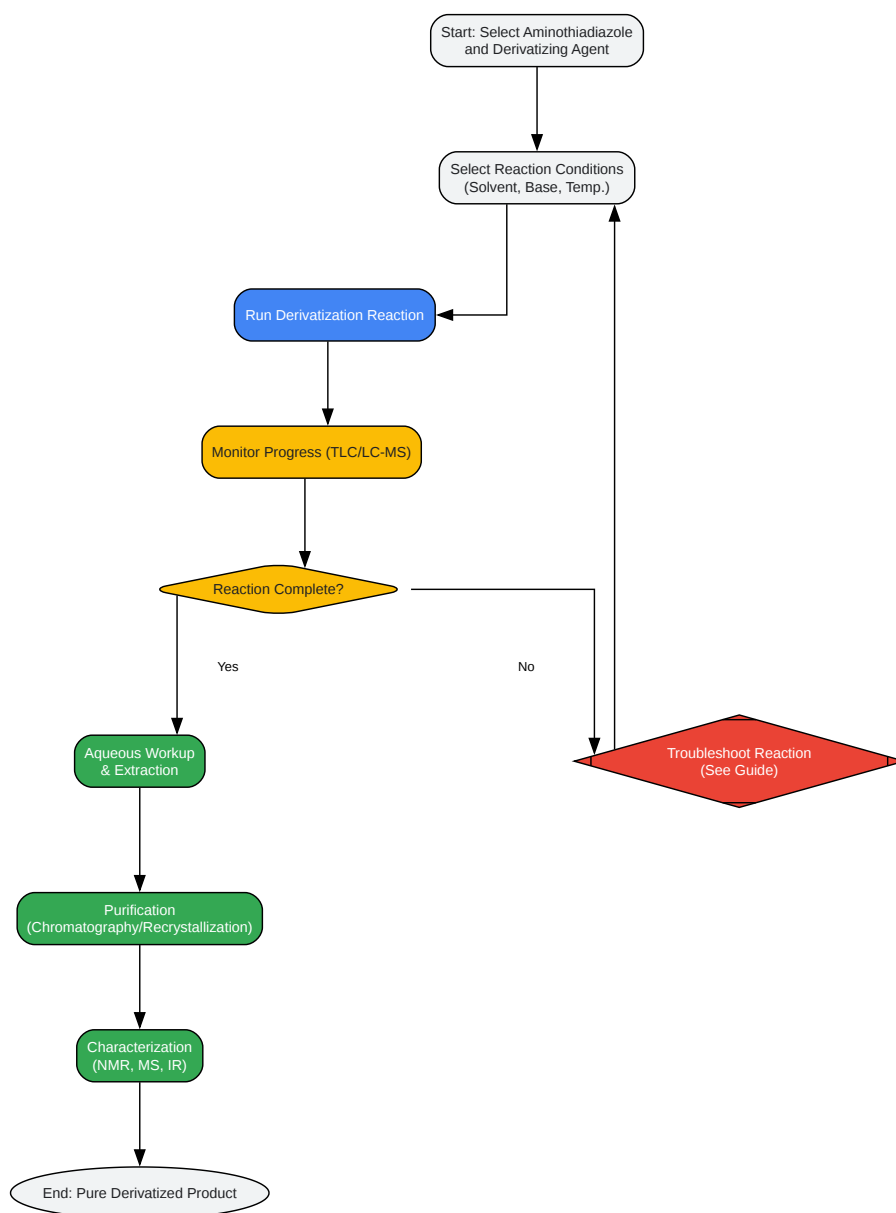 Start: Select Aminothiadiazole
and Derivatizing Agent
Select Reaction Conditions
(Solvent, Base, Temp.)
Run Derivatization Reaction
Monitor Progress (TLC/LC-MS)
Reaction Complete?
Yes
No
Aqueous Workup
& Extraction
Troubleshoot Reaction
(See Guide)
Purification
(Chromatography/Recrystallization)
Characterization
(NMR, MS, IR)
End: Pure Derivatized Product